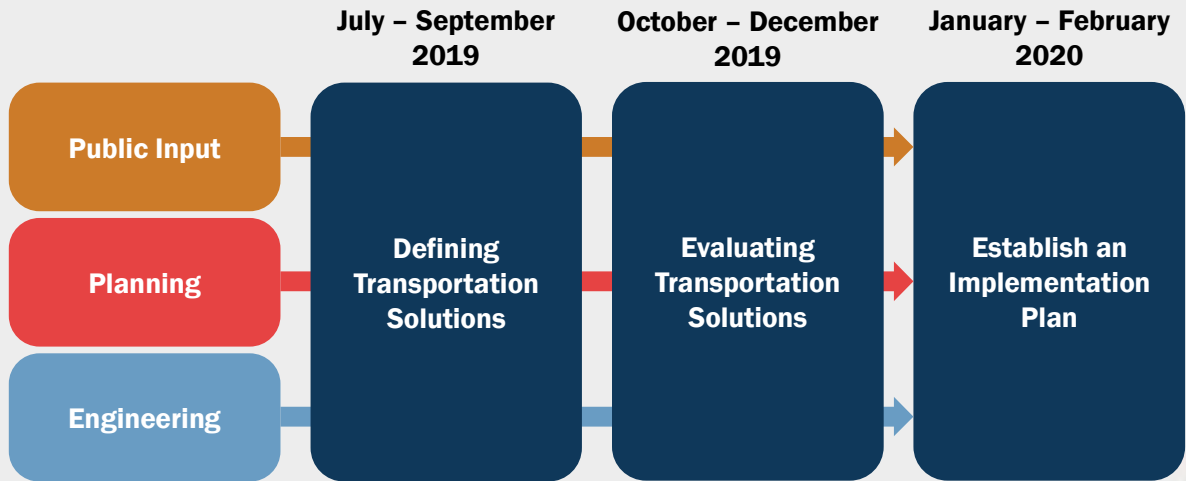 July – September
2019
October – December
2019
January – February
2020
Public Input
Planning
Engineering
Defining
Transportation
Solutions
Evaluating
Transportation
Solutions
Establish an
Implementation
Plan